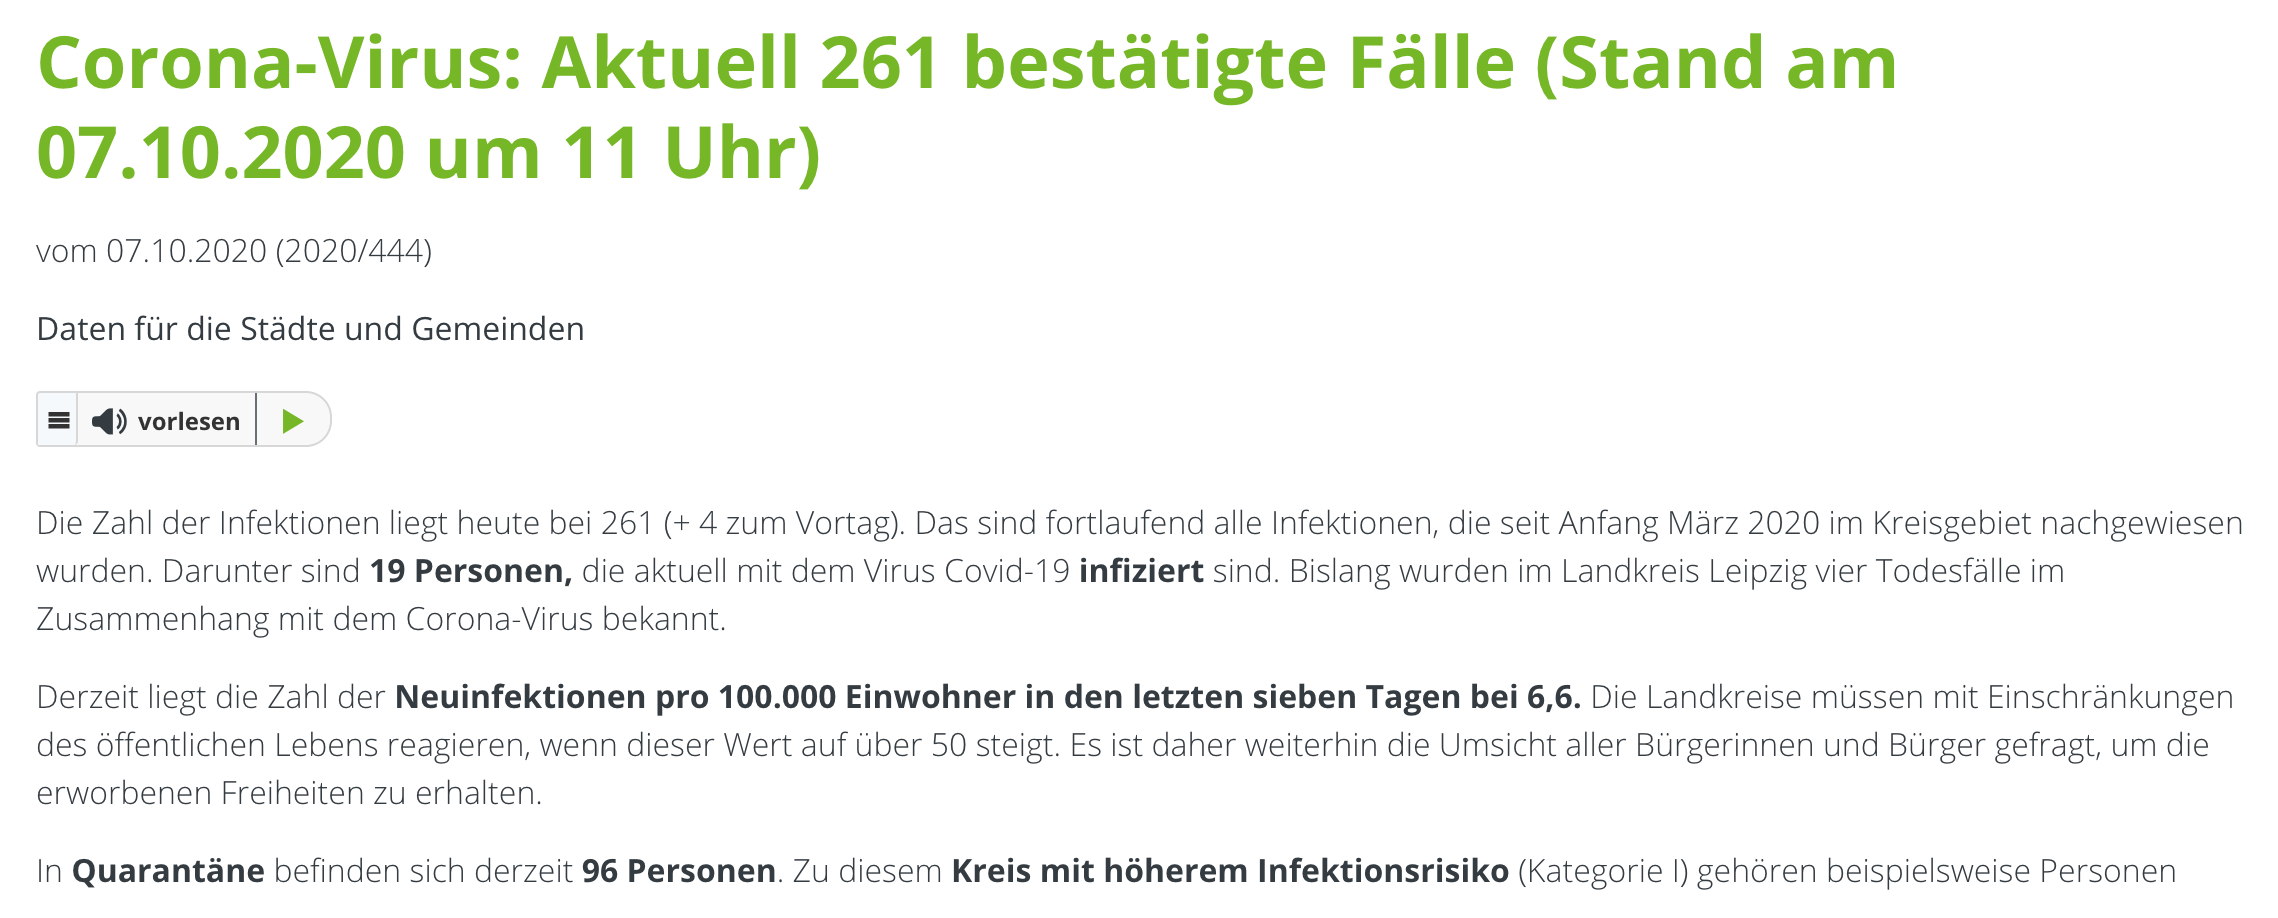 Corona-Virus: Aktuell 261 bestätigte Fälle (Stand am
07.10.2020 um 11 Uhr)
vom 07.10.2020 (2020/444)
Daten für die Städte und Gemeinden
vorlesen
Die Zahl der Infektionen liegt heute bei 261 (+ 4 zum Vortag). Das sind fortlaufend alle Infektionen, die seit Anfang März 2020 im Kreisgebiet nachgewiesen
wurden. Darunter sind 19 Personen, die aktuell mit dem Virus Covid-19 infiziert sind. Bislang wurden im Landkreis Leipzig vier Todesfälle im
Zusammenhang mit dem Corona-Virus bekannt.
Derzeit liegt die Zahl der Neuinfektionen pro 100.000 Einwohner in den letzten sieben Tagen bei 6,6. Die Landkreise müssen mit Einschränkungen
des öffentlichen Lebens reagieren, wenn dieser Wert auf über 50 steigt. Es ist daher weiterhin die Umsicht aller Bürgerinnen und Bürger gefragt, um die
erworbenen Freiheiten zu erhalten.
In Quarantäne befinden sich derzeit 96 Personen. Zu diesem Kreis mit höherem Infektionsrisiko (Kategorie I) gehören beispielsweise Personen